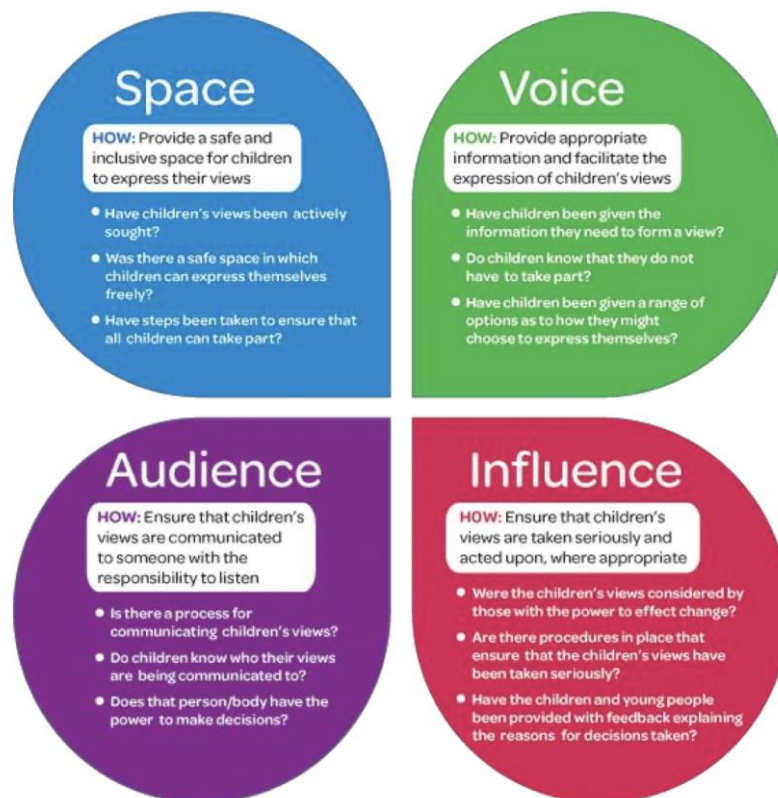 Space
HOW: Provide a safe and
inclusive space for children
to express their views
• Have children's views been actively
sought?
• Was there a safe space in which
children can express themselves
freely?
• Have steps been taken to ensure that
all children can take part?
Voice
HOW: Provide appropriate
information and facilitate the
expression of children's views
• Have children been given the
information they need to form a view?
• Do children know that they do not
have to take part?
• Have children been given a range of
options as to how they might
choose to express themselves?
Audience
HOW: Ensure that children's
views are communicated
to someone with the
responsibility to listen
• Is there a process for
communicating children's views?
• Do children know who their views
are being communicated to?
• Does that person/body have the
power to make decisions?
Influence
HOW: Ensure that children's
views are taken seriously and
acted upon, where appropriate
• Were the children's views considered by
those with the power to effect change?
• Are there procedures in place that
ensure that the children's views have
been taken seriously?
• Have the children and young people
been provided with feedback explaining
the reasons for decisions taken?